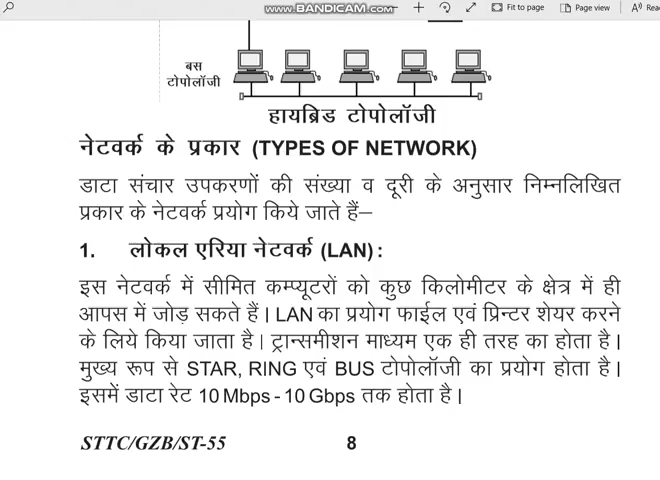 WWW.BANDICAM.COM
Fit to page
Page view
A Rea
बस
टोपोलॉजी
हायब्रिड टोपोलॉजी
नेटवर्क के प्रकार (TYPES OF NETWORK)
डाटा संचार उपकरणों की संख्या व दूरी के अनुसार निम्नलिखित
प्रकार के नेटवर्क प्रयोग किये जाते हैं–
1. लोकल एरिया नेटवर्क (LAN) :
इस नेटवर्क में सीमित कम्प्यूटरों को कुछ किलोमीटर के क्षेत्र में ही
आपस में जोड़ सकते हैं। LAN का प्रयोग फाईल एवं प्रिन्टर शेयर करने
के लिये किया जाता है। ट्रान्समीशन माध्यम एक ही तरह का होता है।
मुख्य रूप से STAR, RING एवं BUS टोपोलॉजी का प्रयोग होता है।
इसमें डाटा रेट 10 Mbps - 10 Gbps तक होता है।
STTC/GZB/ST-55 8